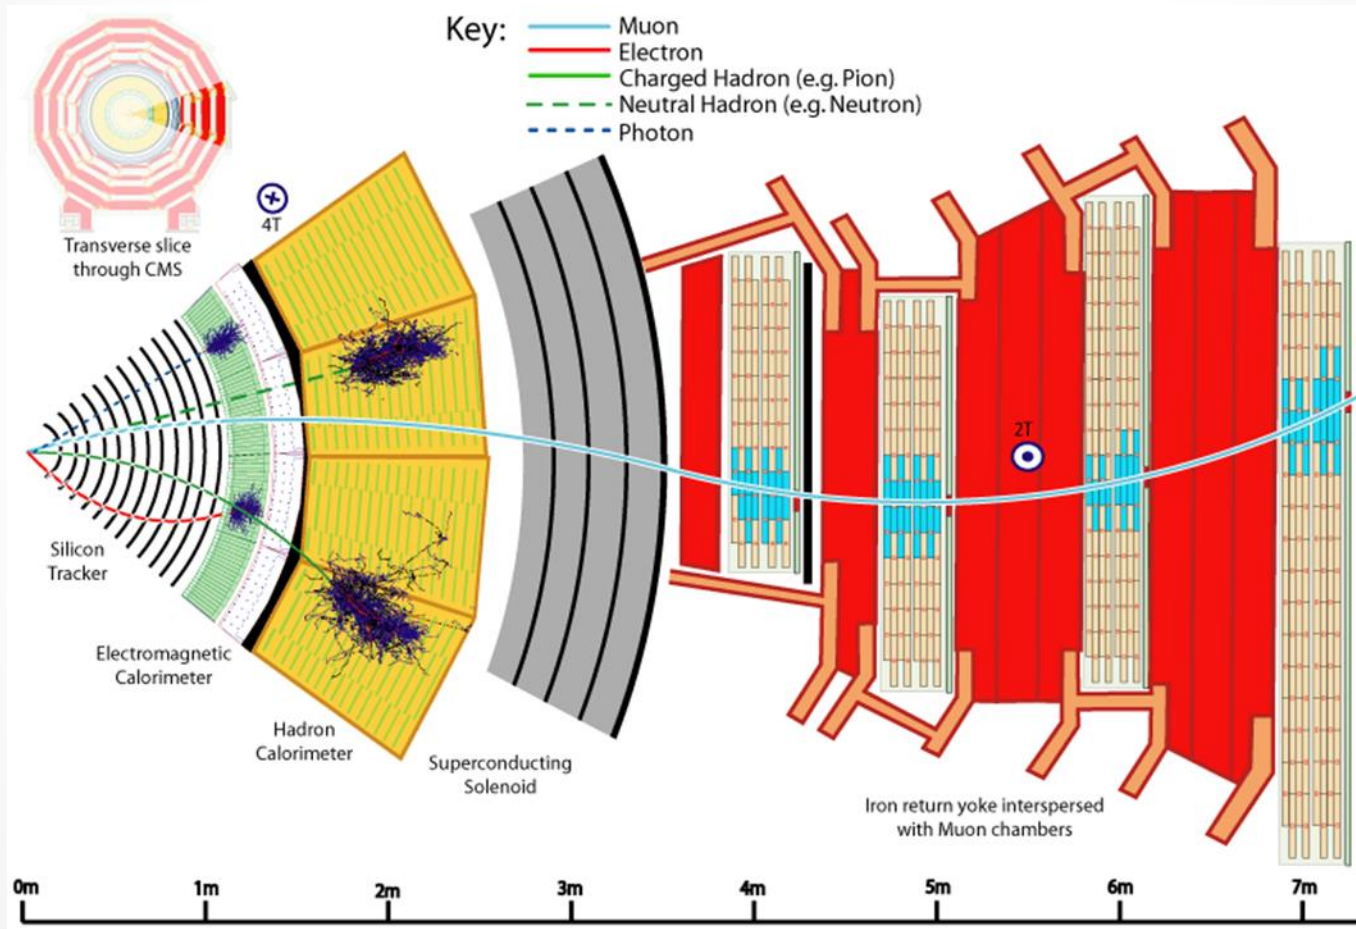 Key:
Muon
Electron
Charged Hadron (e.g. Pion)
Neutral Hadron (e.g. Neutron)
Photon
Transverse slice
through CMS
4T
2T
Silicon
Tracker
Electromagnetic
Calorimeter
Hadron
Calorimeter
Superconducting
Solenoid
Iron return yoke interspersed
with Muon chambers
0m 1m 2m 3m 4m 5m 6m 7m